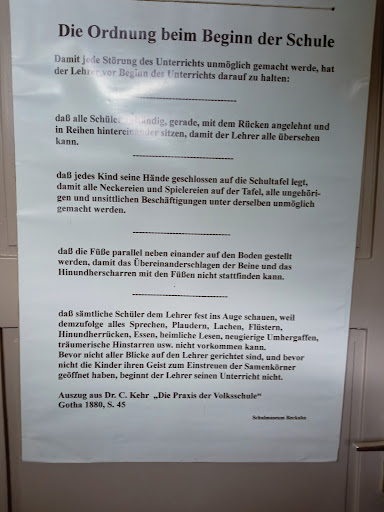 Die Ordnung beim Beginn der Schule
Damit jede Störung des Unterrichts unmöglich gemacht werde, hat
der Lehrer vor Beginn des Unterrichts darauf zu halten:
daß alle Schüler anständig, gerade, mit dem Rücken angelehnt und
in Reihen hintereinander sitzen, damit der Lehrer alle übersehen
kann.
daß jedes Kind seine Hände geschlossen auf die Schultafel legt,
damit alle Neckereien und Spielereien auf der Tafel, alle ungehöri-
gen und unsittlichen Beschäftigungen unter derselben unmöglich
gemacht werden.
daß die Füße parallel neben einander auf den Boden gestellt
werden, damit das Übereinanderschlagen der Beine und das
Hinundherscharren mit den Füßen nicht stattfinden kann.
daß sämtliche Schüler dem Lehrer fest ins Auge schauen, weil
demzufolge alles Sprechen, Plaudern, Lachen, Flüstern,
Hinundherrücken, Essen, heimliche Lesen, neugierige Umhergaffen,
träumerische Hinstarren usw. nicht vorkommen kann.
Bevor nicht aller Blicke auf den Lehrer gerichtet sind, und bevor
nicht die Kinder ihren Geist zum Einstreuen der Samenkörner
geöffnet haben, beginnt der Lehrer seinen Unterricht nicht.
Auszug aus Dr. C. Kehr „Die Praxis der Volksschule“
Gotha 1880, S. 45
Schulmuseum